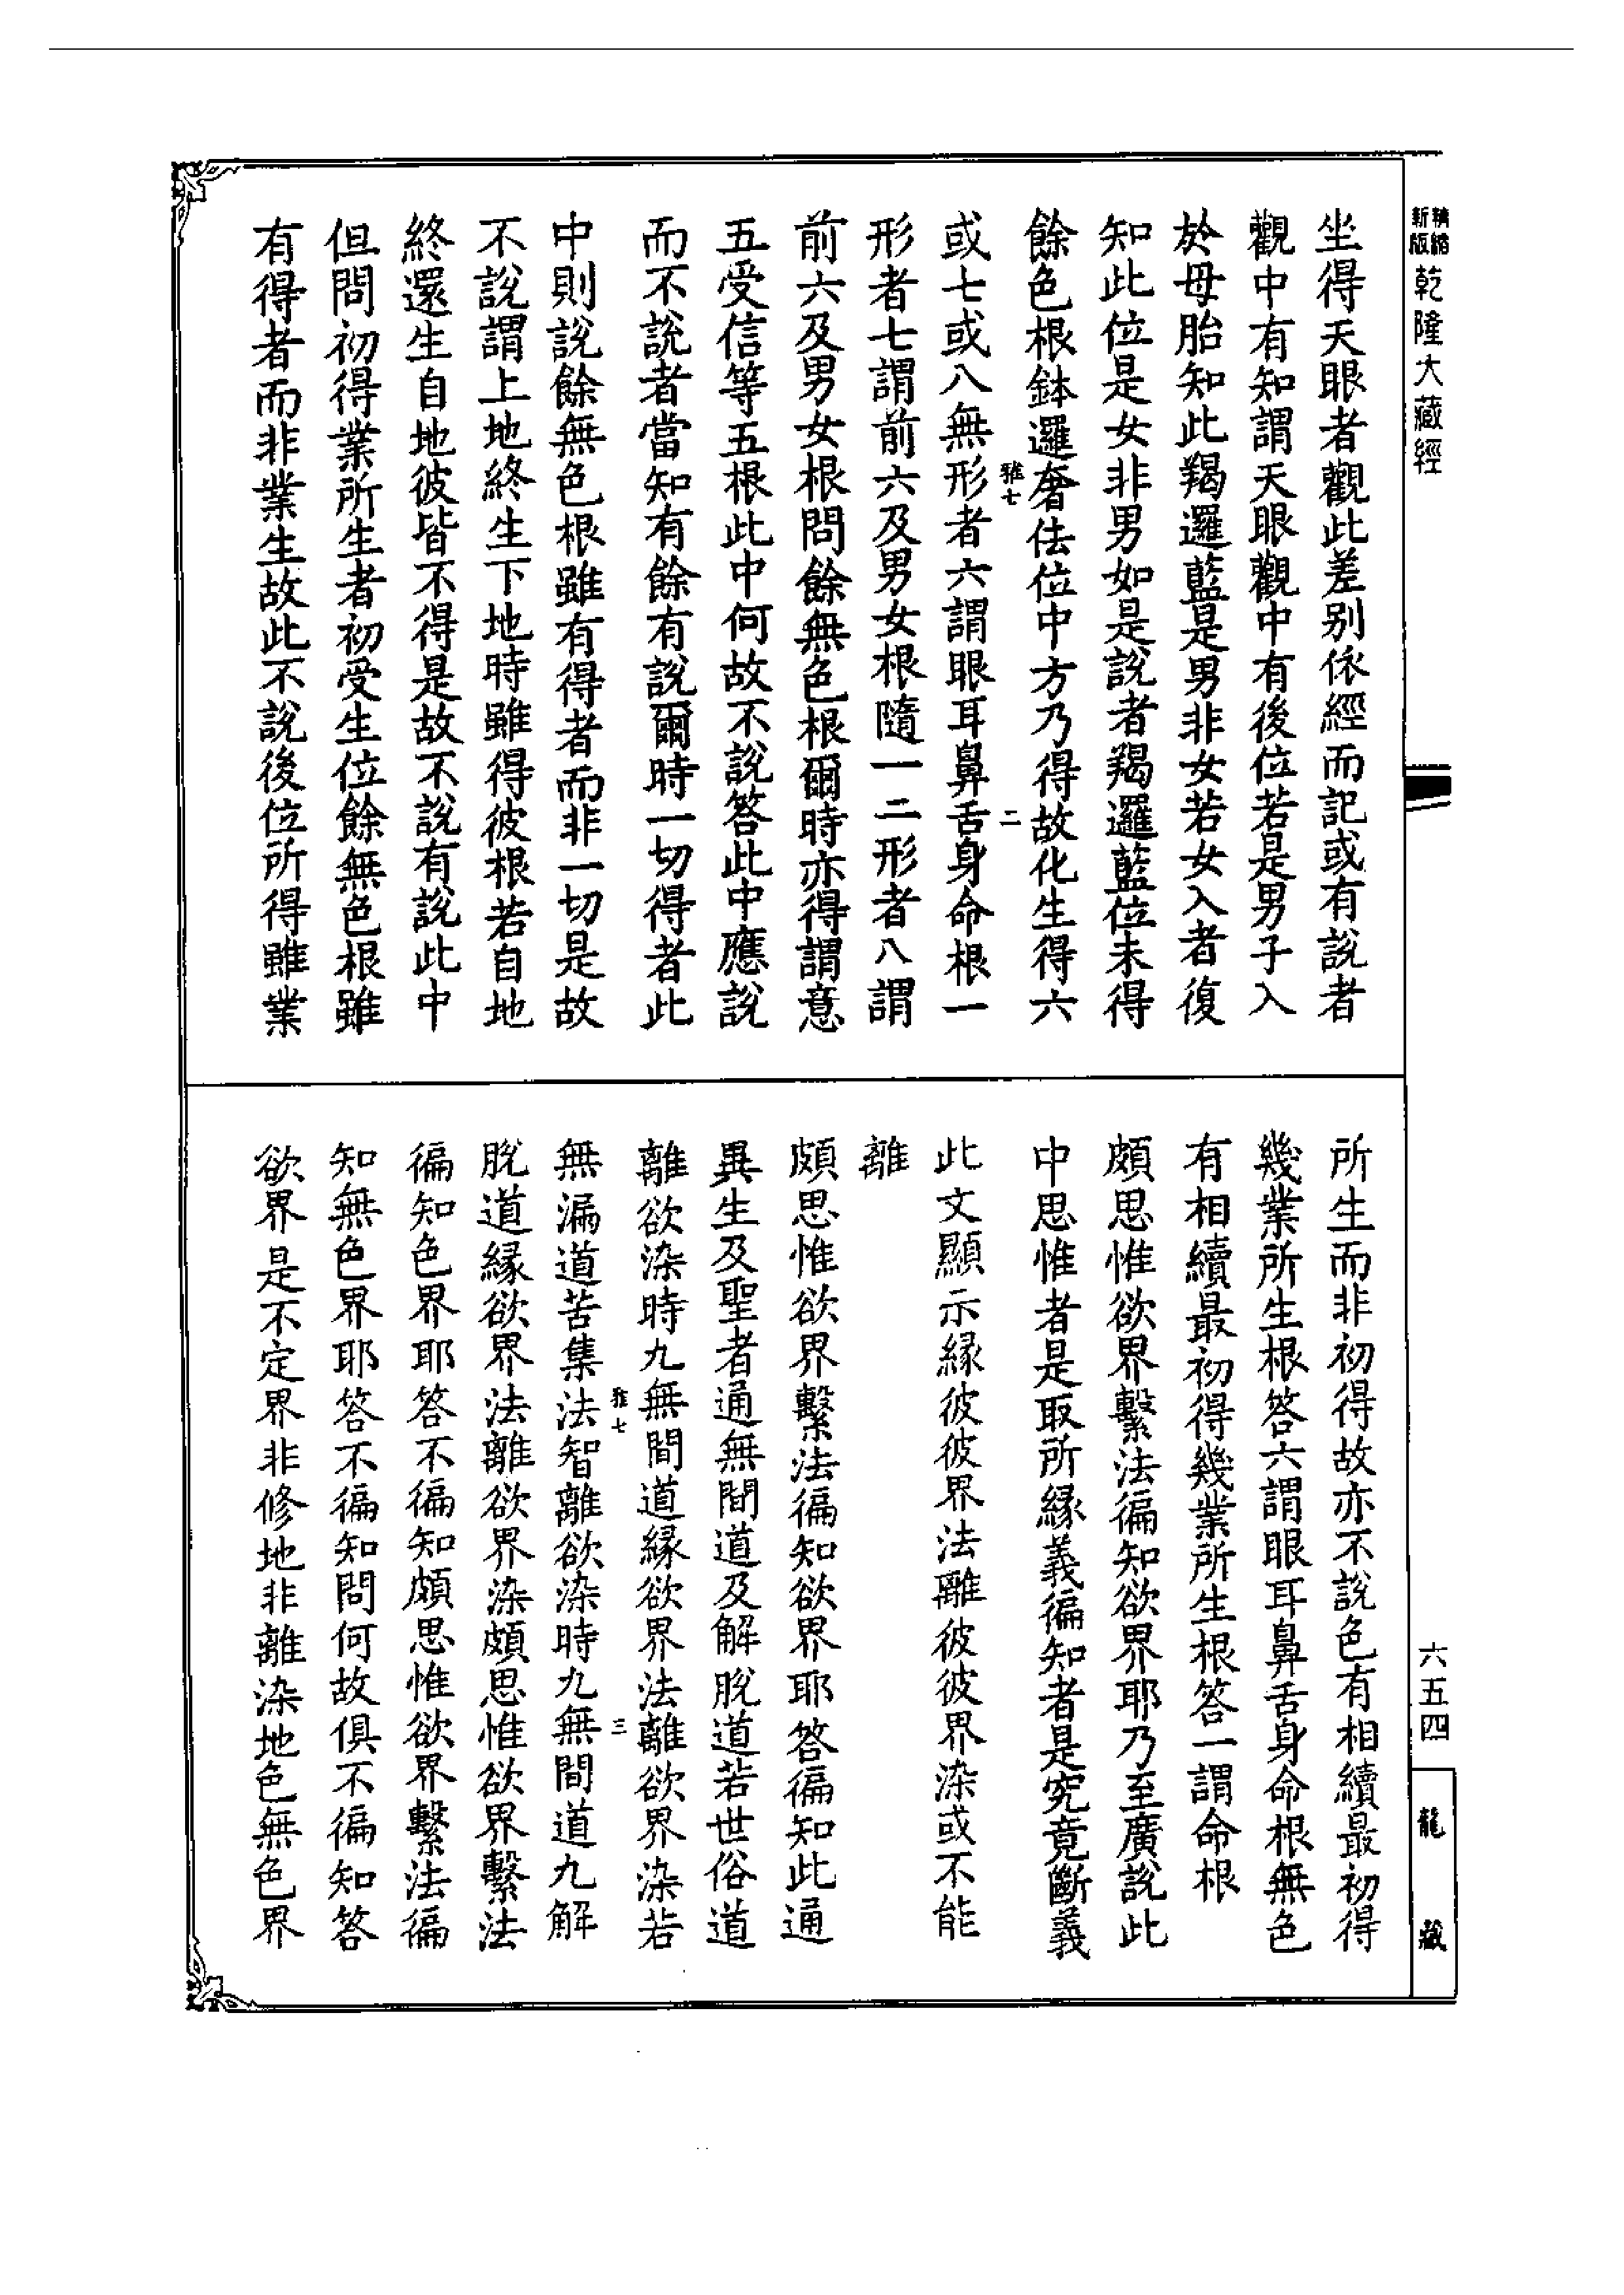 精縮
新版
乾隆大藏經
坐得天眼者觀此差别依經而記或有說者
觀中有知謂天眼觀中有後位若是男子入
於母胎知此羯邏藍是男非女若女入者復
知此位是女非男如是說者羯邏藍位未得
餘色根鉢羅奢佉位中方乃得故化生得六
雅七
二
或七或八無形者六謂眼耳鼻舌身命根一
形者七謂前六及男女根隨一二形者八謂
前六及男女根問餘無色根爾時亦得謂意
五受信等五根此中何故不說答此中應說
而不說者當知有餘有說爾時一切得者此
中則說餘無色根雖有得者而非一切是故
不說謂上地終生下地時雖得彼根若自地
終還生自地彼皆不得是故不說有說此中
但問初得業所生者初受生位餘無色根雖
有得者而非業生故此不說後位所得雖業
所生而非初得故亦不說色有相續最初得
幾業所生根答六謂眼耳鼻舌身命根無色
有相續最初得幾業所生根答一謂命根
頗思惟欲界繫法徧知欲界耶乃至廣說此
中思惟者是取所緣義徧知者是究竟斷義
此文顯示緣彼彼界法離彼彼界染或不能
離
頗思惟欲界繫法徧知欲界耶答徧知此通
異生及聖者通無間道及解脫道若世俗道
離欲染時九無間道緣欲界法離欲界染若
雅七
三
無漏道苦集法智離欲染時九無間道九解
脫道緣欲界法離欲界染頗思惟欲界繫法
徧知色界耶答不徧知頗思惟欲界繫法徧
知無色界耶答不徧知問何故俱不徧知答
欲界是不定界非修地非離染地色無色界
六五四
龍藏